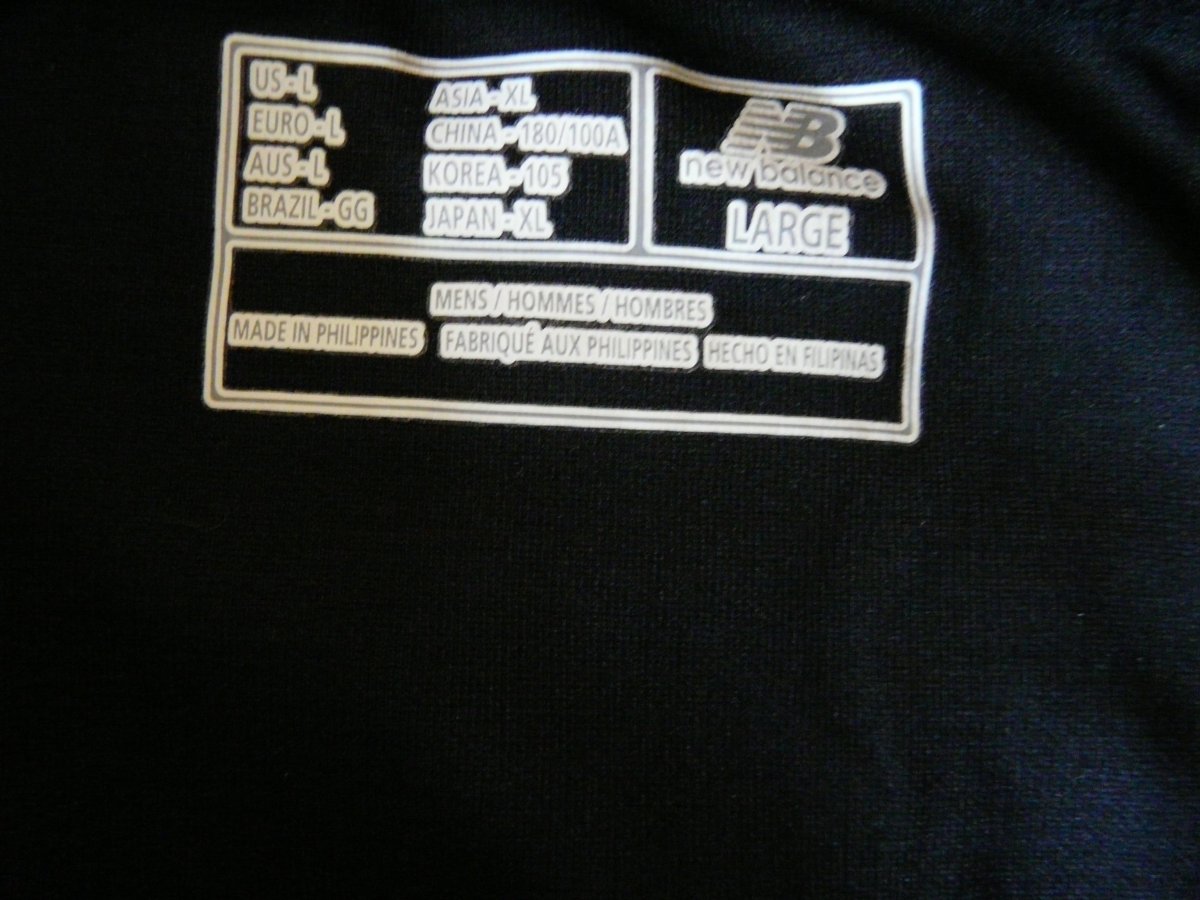 US - L
EURO - L
AUS - L
BRAZIL - GG
ASIA - XL
CHINA - 180/100A
KOREA - 105
JAPAN - XL
NB
new balance
LARGE
MENS / HOMMES / HOMBRES
MADE IN PHILIPPINES FABRIQUÉ AUX PHILIPPINES HECHO EN FILIPINAS